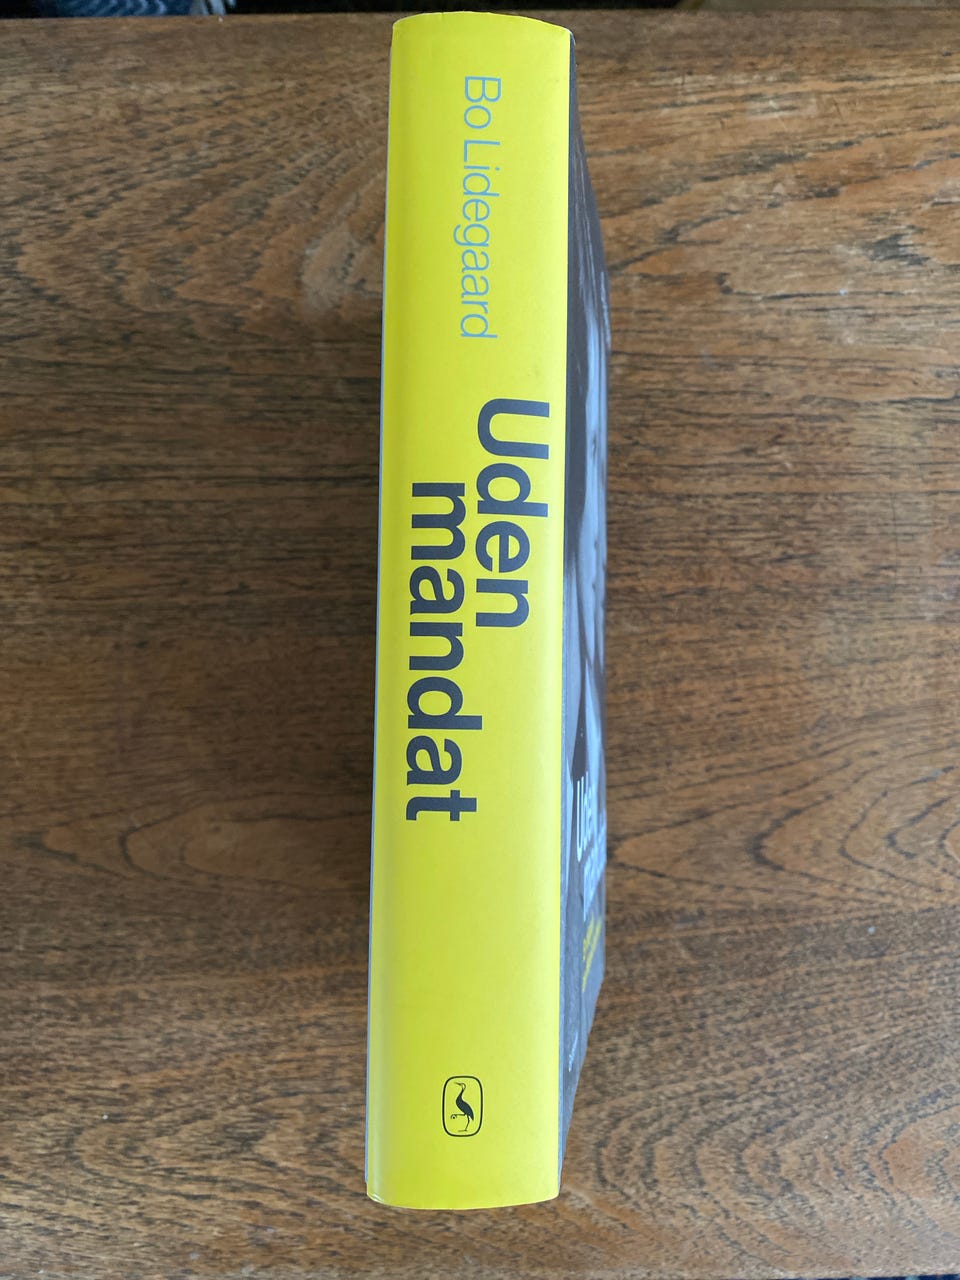 Bo Lidegaard
Uden
mandat